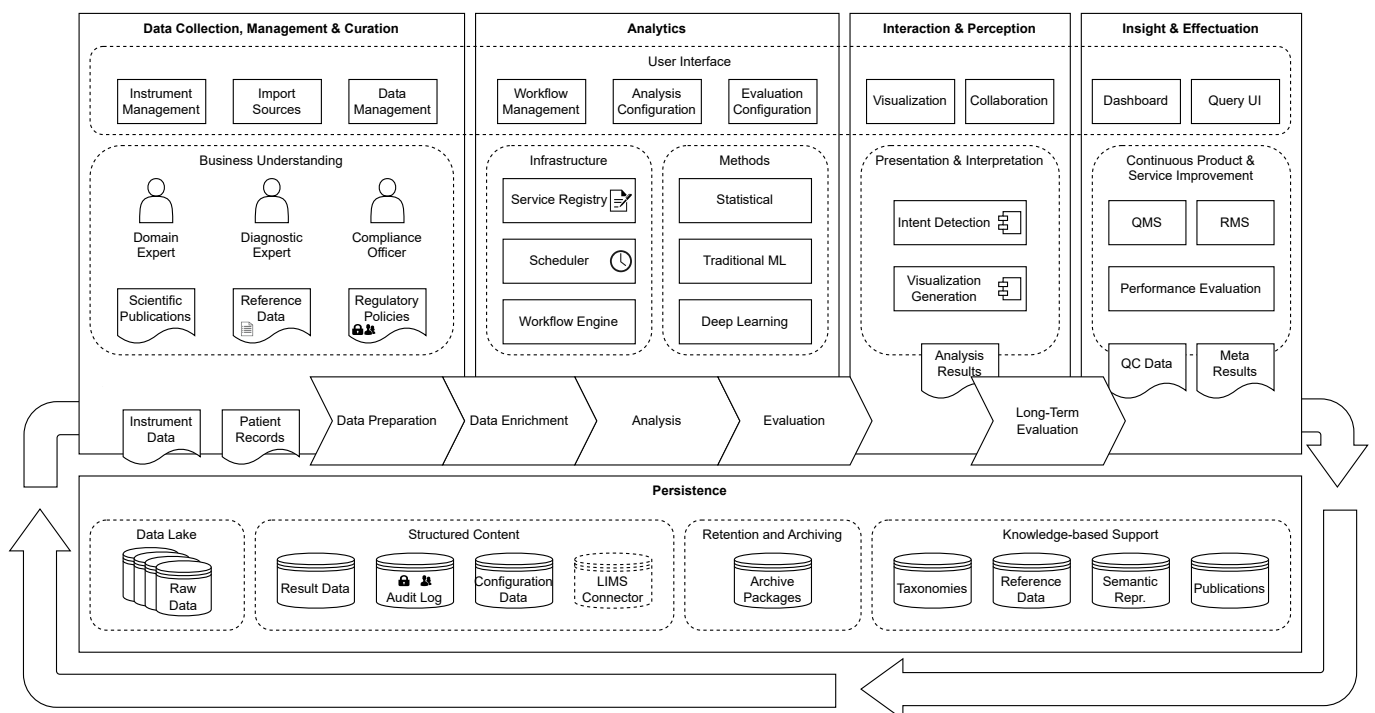 Data Collection, Management & Curation
Analytics
Interaction & Perception
Insight & Effectuation
User Interface
Instrument
Management
Import
Sources
Data
Management
Workflow
Management
Analysis
Configuration
Evaluation
Configuration
Visualization
Collaboration
Dashboard
Query UI
Business Understanding
Domain
Expert
Diagnostic
Expert
Compliance
Officer
Scientific
Publications
Reference
Data
Regulatory
Policies
Infrastructure
Service Registry
Scheduler
Workflow Engine
Methods
Statistical
Traditional ML
Deep Learning
Presentation & Interpretation
Intent Detection
Visualization
Generation
Analysis
Results
Continuous Product &
Service Improvement
QMS
RMS
Performance Evaluation
QC Data
Meta
Results
Instrument
Data
Patient
Records
Data Preparation
Data Enrichment
Analysis
Evaluation
Long-Term
Evaluation
Persistence
Data Lake
Raw
Data
Structured Content
Result Data
Audit Log
Configuration
Data
LIMS
Connector
Retention and Archiving
Archive
Packages
Knowledge-based Support
Taxonomies
Reference
Data
Semantic
Repr.
Publications